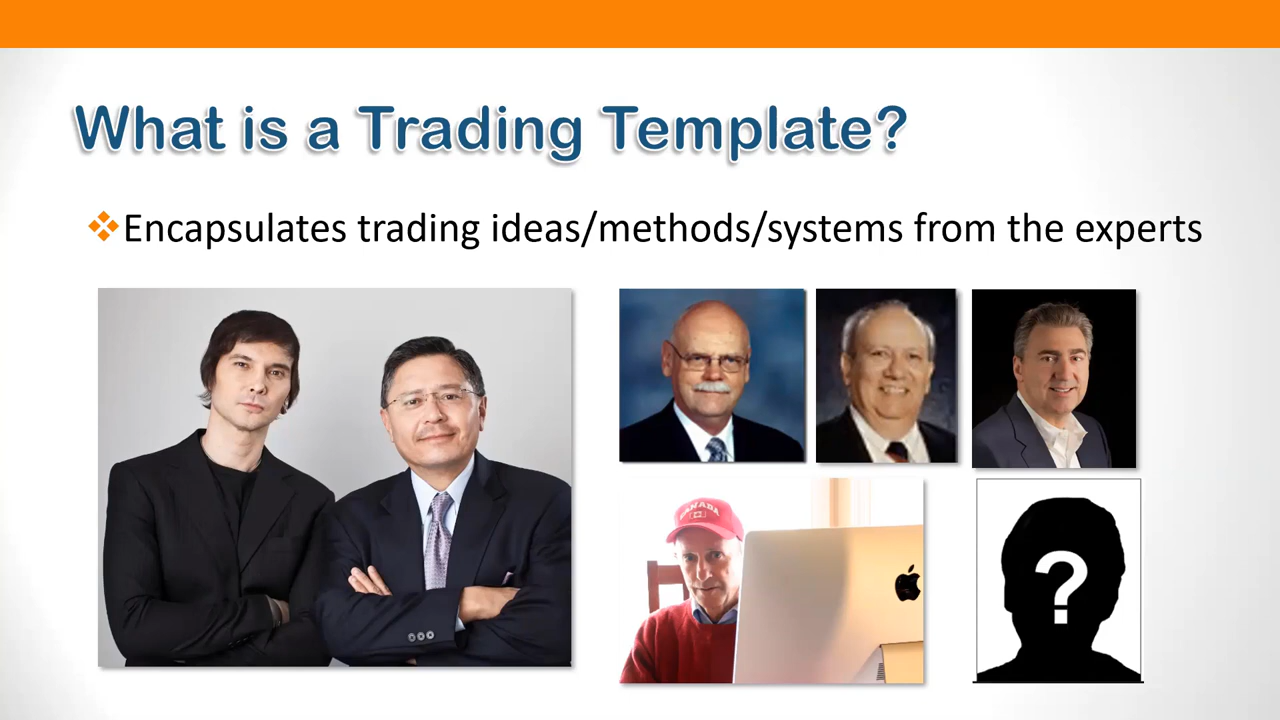 What is a Trading Template?
Encapsulates trading ideas/methods/systems from the experts
CANADA
?